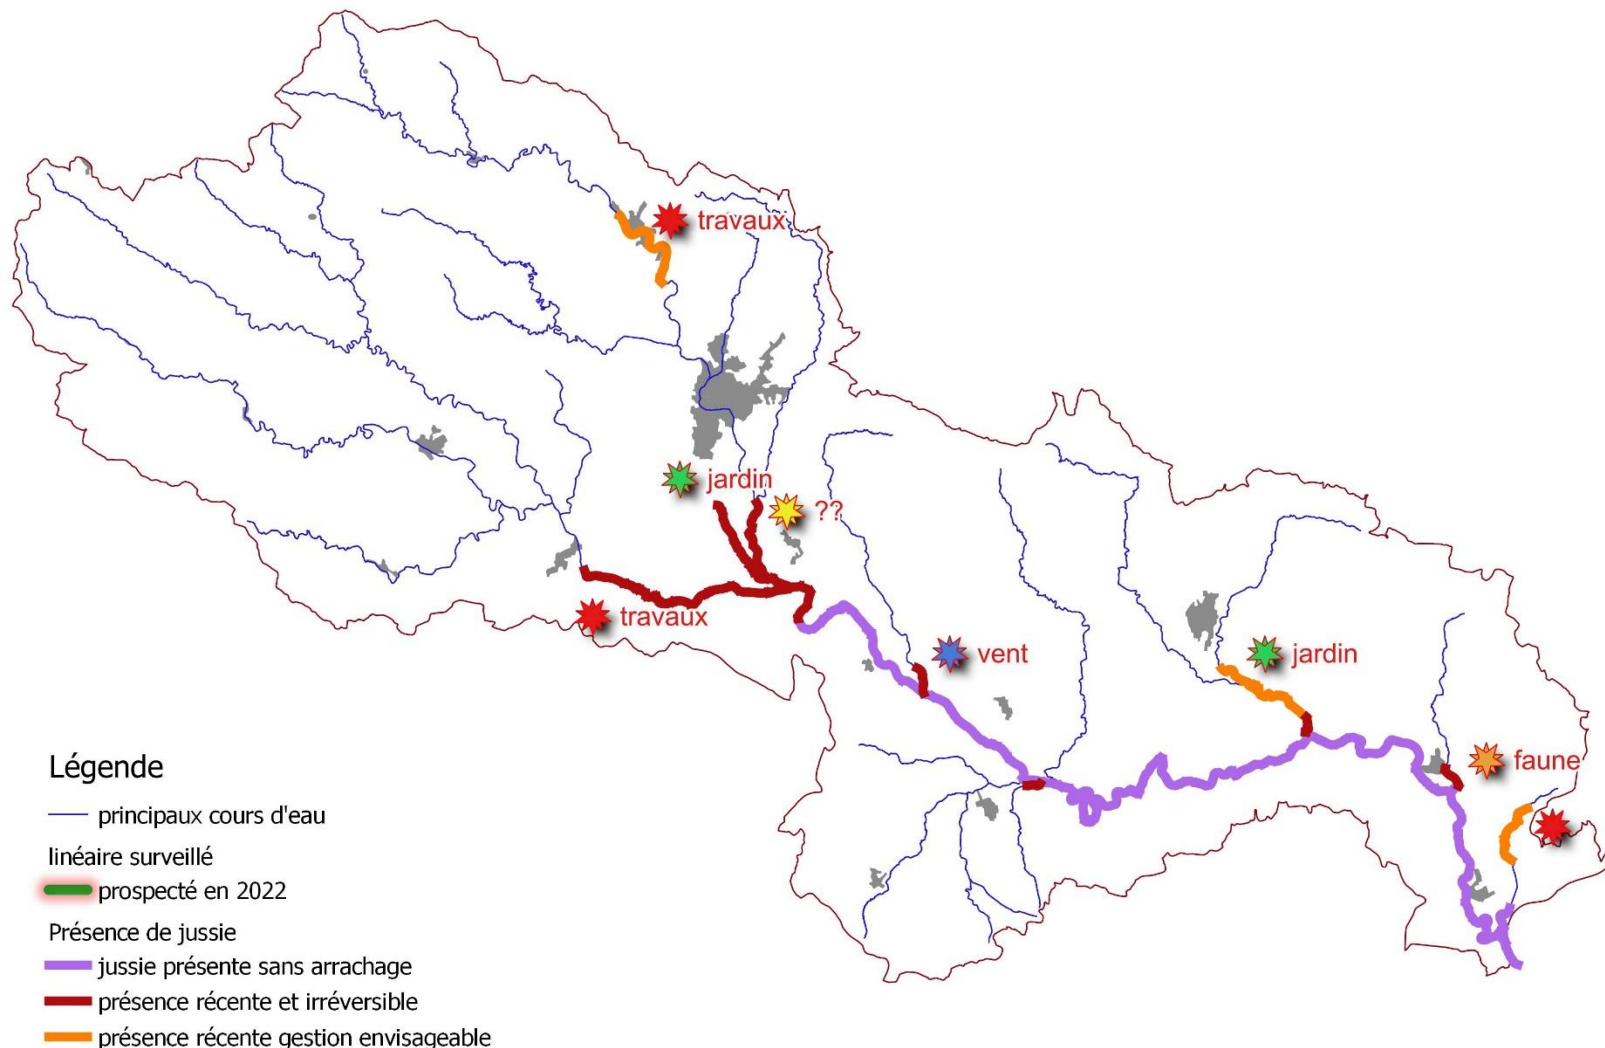 travaux
jardin
??
travaux
vent
jardin
faune
Légende
principaux cours d'eau
linéaire surveillé
prospecté en 2022
Présence de jussie
jussie présente sans arrachage
présence récente et irréversible
présence récente gestion envisageable